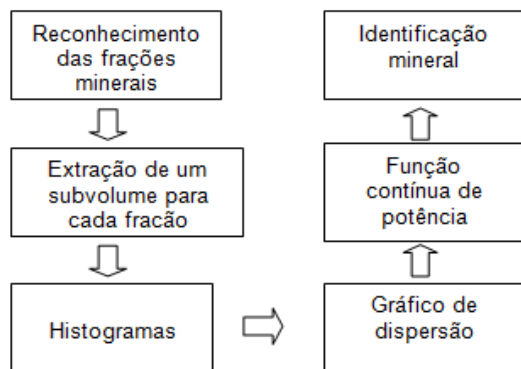 Reconhecimento
das frações
minerais
Extração de um
subvolume para
cada fracão
Histogramas
Gráfico de
dispersão
Função
contínua de
potência
Identificação
mineral